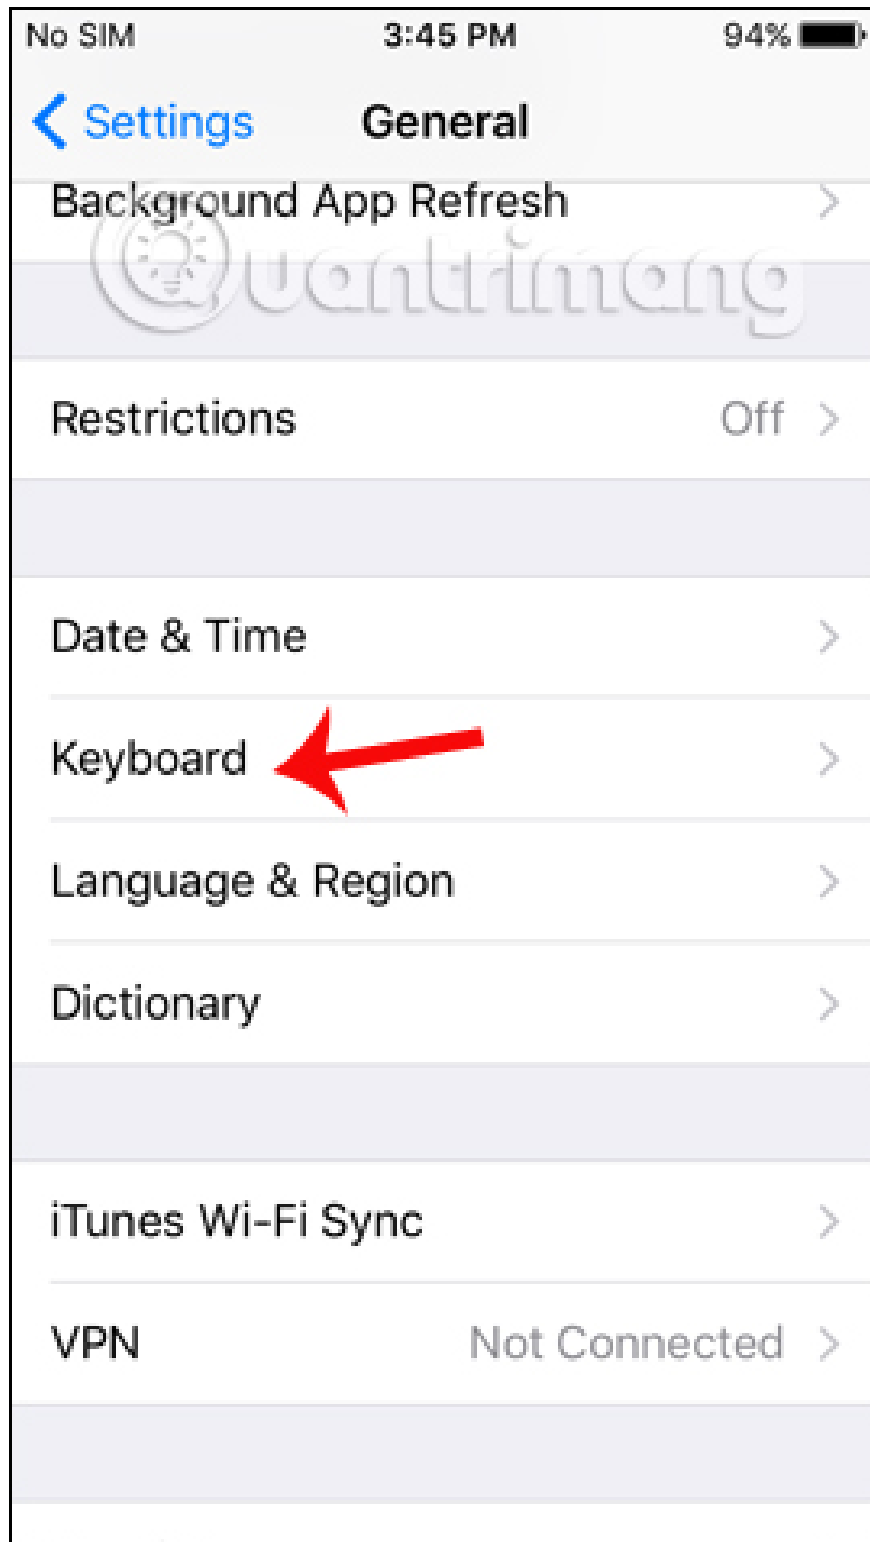 No SIM 3:45 PM 94%
Settings General
Background App Refresh
Quantrimang
Restrictions Off
Date & Time
Keyboard
Language & Region
Dictionary
iTunes Wi-Fi Sync
VPN Not Connected